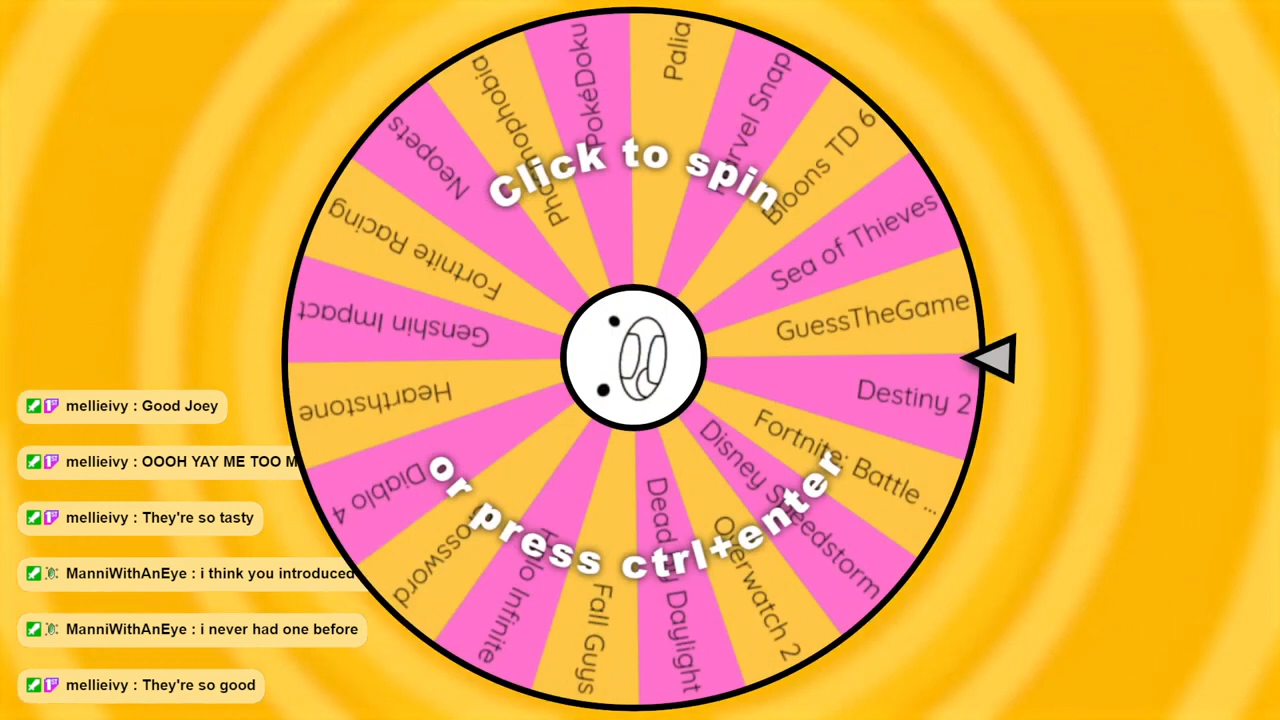 Click to spin
or press ctrl+enter
Palia
Marvel Snap
Bloons TD 6
Sea of Thieves
GuessTheGame
Destiny 2
Fortnite: Battle ...
Disney Speedstorm
Overwatch 2
Dead by Daylight
Fall Guys
Halo Infinite
Crossword
Diablo 4
Hearthstone
Genshin Impact
Fortnite Racing
Neopets
Phasmophobia
PokéDoku
mellieivy : Good Joey
mellieivy : OOOH YAY ME TOO M
mellieivy : They're so tasty
ManniWithAnEye : i think you introduced
ManniWithAnEye : i never had one before
mellieivy : They're so good